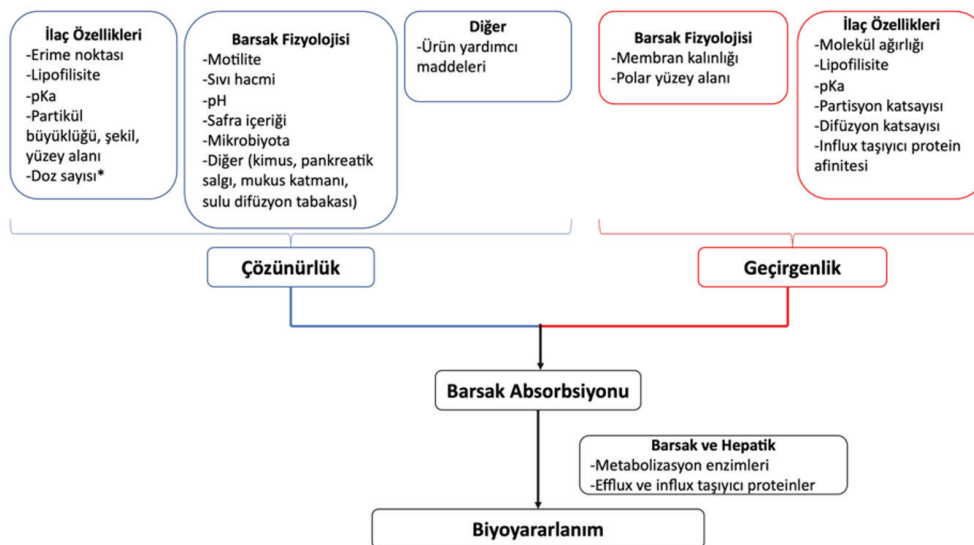 İlaç Özellikleri
-Erime noktası
-Lipofilisite
-pKa
-Partikül
büyüklüğü, şekil,
yüzey alanı
-Doz sayısı*
Barsak Fizyolojisi
-Motilite
-Sıvı hacmi
-pH
-Safra içeriği
-Mikrobiyota
-Diğer (kimus, pankreatik
salgı, mukus katmanı,
sulu difüzyon tabakası)
Diğer
-Ürün yardımcı
maddeleri
Barsak Fizyolojisi
-Membran kalınlığı
-Polar yüzey alanı
İlaç Özellikleri
-Molekül ağırlığı
-Lipofilisite
-pKa
-Partisyon katsayısı
-Difüzyon katsayısı
-Influx taşıyıcı protein
afinitesi
Çözünürlük
Geçirgenlik
Barsak Absorbsiyonu
Barsak ve Hepatik
-Metabolizasyon enzimleri
-Efflux ve influx taşıyıcı proteinler
Biyoyararlanım